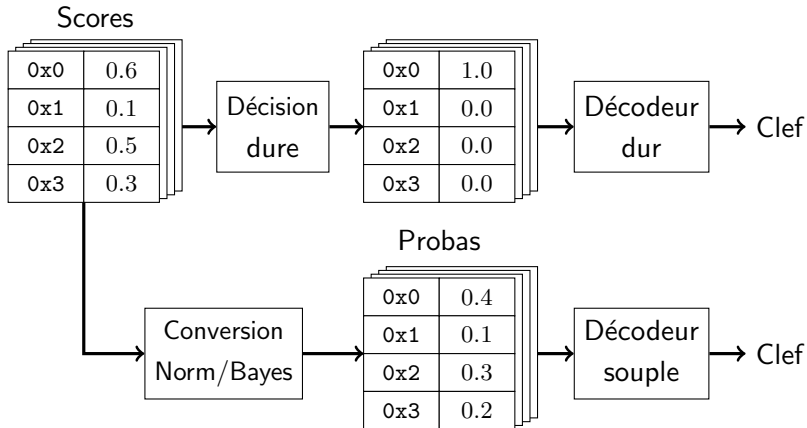 Scores
0x0 0.6
0x1 0.1
0x2 0.5
0x3 0.3
Décision
dure
0x0 1.0
0x1 0.0
0x2 0.0
0x3 0.0
Décodeur
dur
Clef
Conversion
Norm/Bayes
Probas
0x0 0.4
0x1 0.1
0x2 0.3
0x3 0.2
Décodeur
souple
Clef